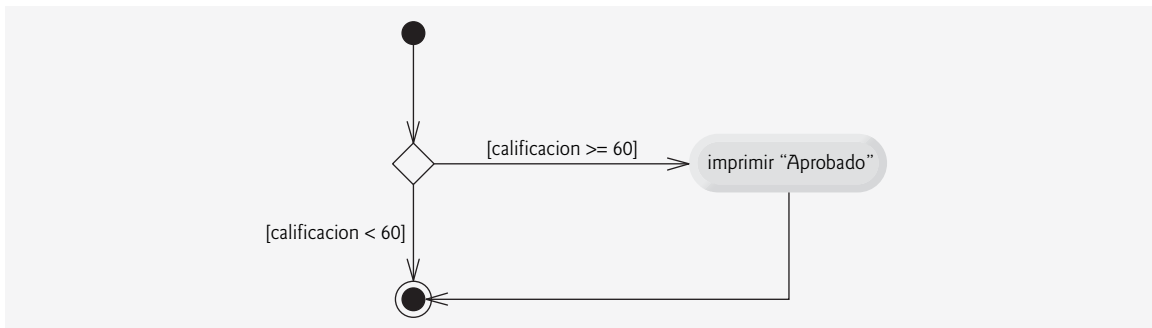 [calificacion >= 60]
imprimir “Aprobado”
[calificacion < 60]